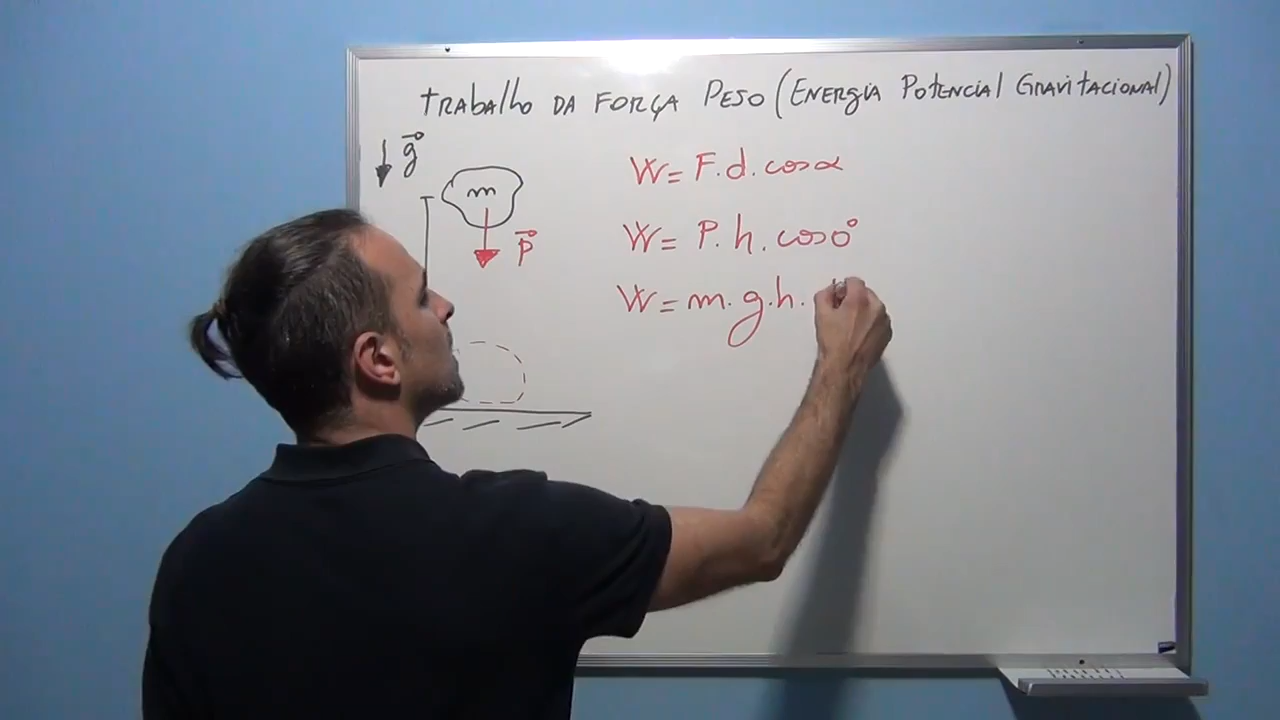 TRABALHO DA FORÇA PESO (ENERGIA POTENCIAL GRAVITACIONAL)
g
m
P
W = F.d.cosα
W = P.h.cos0°
W = m.g.h.